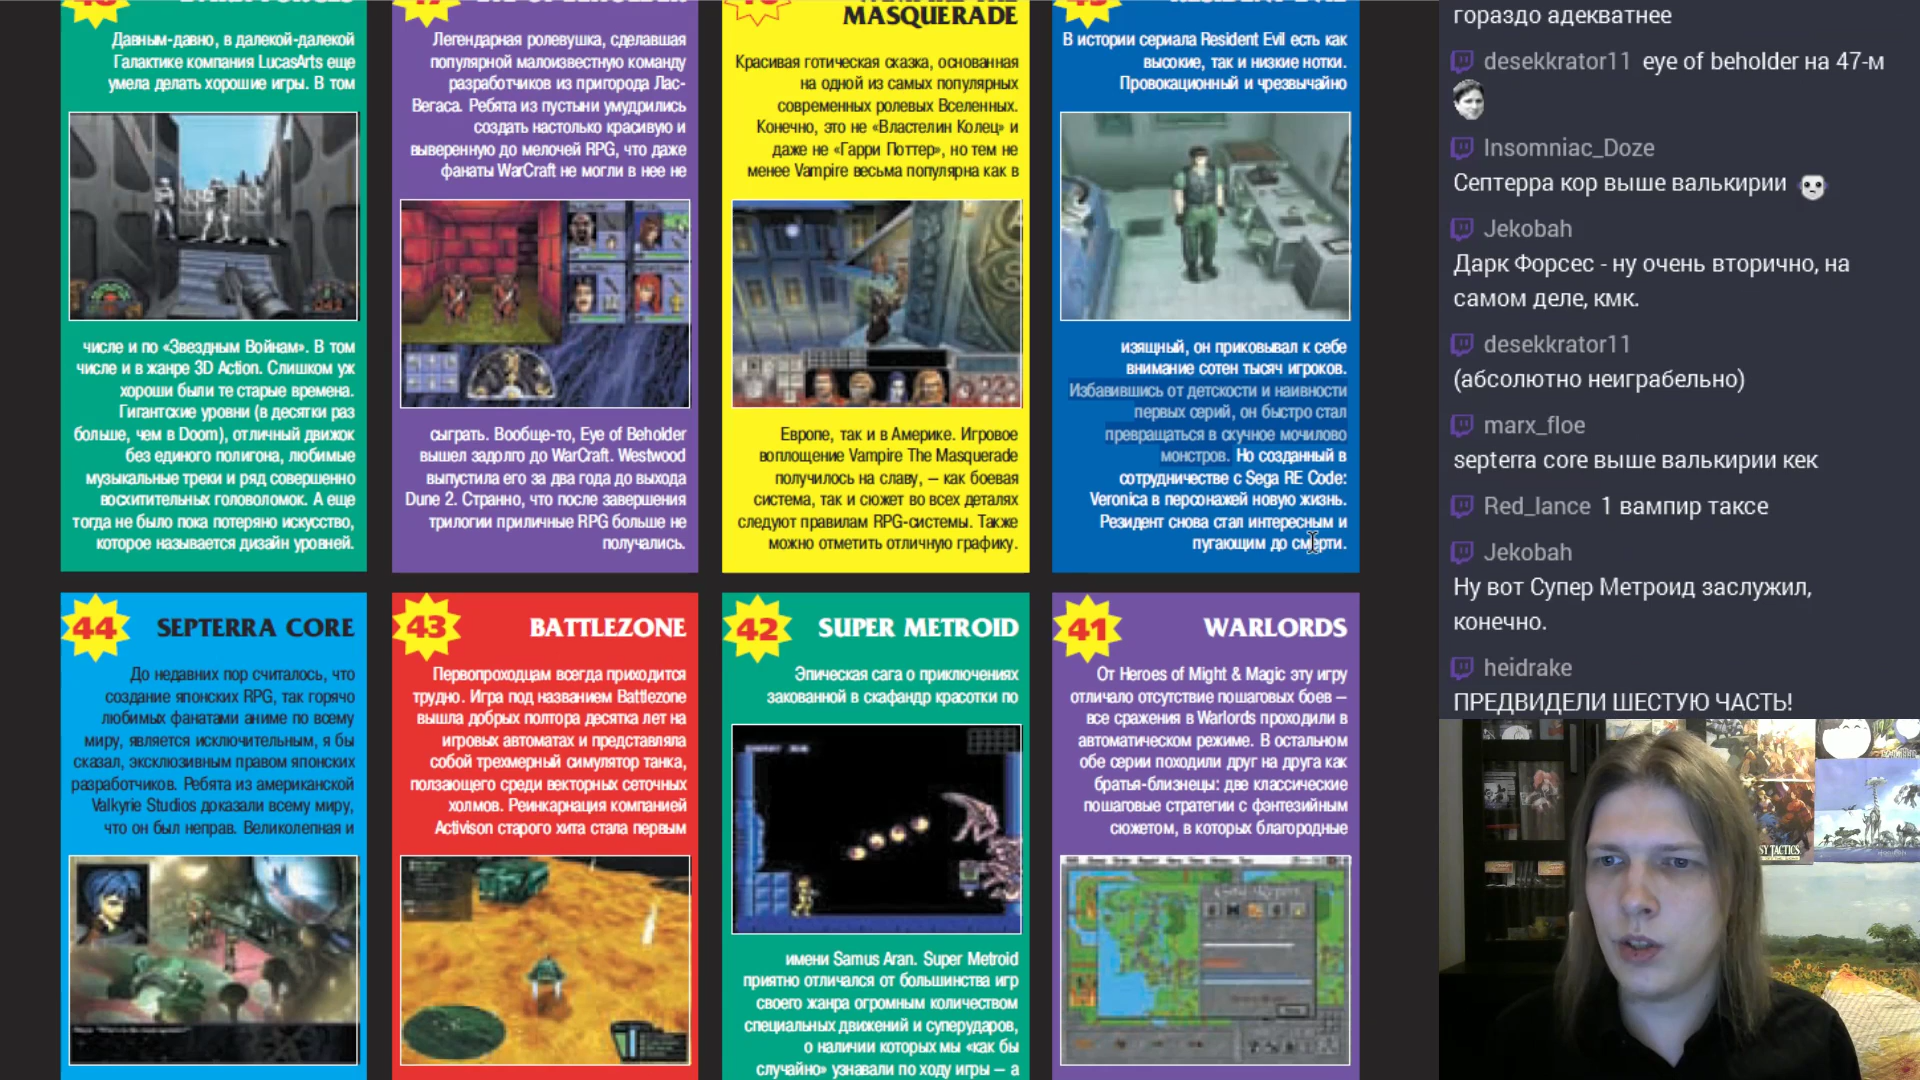 MASQUERADE
Давным-давно, в далекой-далекой
Галактике компания LucasArts еще
умела делать хорошие игры. В том
числе и по «Звездным Войнам». В том
числе и в жанре 3D Action. Слишком уж
хороши были те старые времена.
Гигантские уровни (в десятки раз
больше, чем в Doom), отличный движок
без единого полигона, любимые
музыкальные треки и ряд совершенно
восхитительных головоломок. А еще
тогда не было пока потеряно искусство,
которое называется дизайн уровней.
Легендарная ролевушка, сделавшая
популярной малоизвестную команду
разработчиков из пригорода Лас-
Вегаса. Ребята из пустыни умудрились
создать настолько красивую и
выверенную до мелочей RPG, что даже
фанаты WarCraft не могли в нее не
сыграть. Вообще-то, Eye of Beholder
вышел задолго до WarCraft. Westwood
выпустила его за два года до выхода
Dune 2. Странно, что после завершения
трилогии приличные RPG больше не
получались.
Красивая готическая сказка, основанная
на одной из самых популярных
современных ролевых Вселенных.
Конечно, это не «Властелин Колец» и
даже не «Гарри Поттер», но тем не
менее Vampire весьма популярна как в
Европе, так и в Америке. Игровое
воплощение Vampire The Masquerade
получилось на славу, – как боевая
система, так и сюжет во всех деталях
следуют правилам RPG-системы. Также
можно отметить отличную графику.
В истории сериала Resident Evil есть как
высокие, так и низкие нотки.
Провокационный и чрезвычайно
изящный, он приковывал к себе
внимание сотен тысяч игроков.
Избавившись от детскости и наивности
первых серий, он быстро стал
превращаться в скучное мочилово
монстров. Но созданный в
сотрудничестве с Sega RE Code:
Veronica в персонажей новую жизнь.
Резидент снова стал интересным и
пугающим до смерти.
44 SEPTERRA CORE
До недавних пор считалось, что
создание японских RPG, так горячо
любимых фанатами аниме по всему
миру, является исключительным, я бы
сказал, эксклюзивным правом японских
разработчиков. Ребята из американской
Valkyrie Studios доказали всему миру,
что он был неправ. Великолепная и
43 BATTLEZONE
Первопроходцам всегда приходится
трудно. Игра под названием Battlezone
вышла добрых полтора десятка лет на
игровых автоматах и представляла
собой трехмерный симулятор танка,
ползающего среди векторных сеточных
холмов. Реинкарнация компанией
Activison старого хита стала первым
42 SUPER METROID
Эпическая сага о приключениях
закованной в скафандр красотки по
имени Samus Aran. Super Metroid
приятно отличался от большинства игр
своего жанра огромным количеством
специальных движений и суперударов,
о наличии которых мы «как бы
случайно» узнавали по ходу игры – а
41 WARLORDS
От Heroes of Might & Magic эту игру
отличало отсутствие пошаговых боев –
все сражения в Warlords проходили в
автоматическом режиме. В остальном
обе серии походили друг на друга как
братья-близнецы: две классические
пошаговые стратегии с фэнтезийным
сюжетом, в которых благородные
гораздо адекватнее
desekkrator11 eye of beholder на 47-м
Insomniac_Doze
Септерра кор выше валькирии
Jekobah
Дарк Форсес - ну очень вторично, на
самом деле, кмк.
desekkrator11
(абсолютно неиграбельно)
marx_floe
septerra core выше валькирии кек
Red_lance 1 вампир таксе
Jekobah
Ну вот Супер Метроид заслужил,
конечно.
heidrake
ПРЕДВИДЕЛИ ШЕСТУЮ ЧАСТЬ!